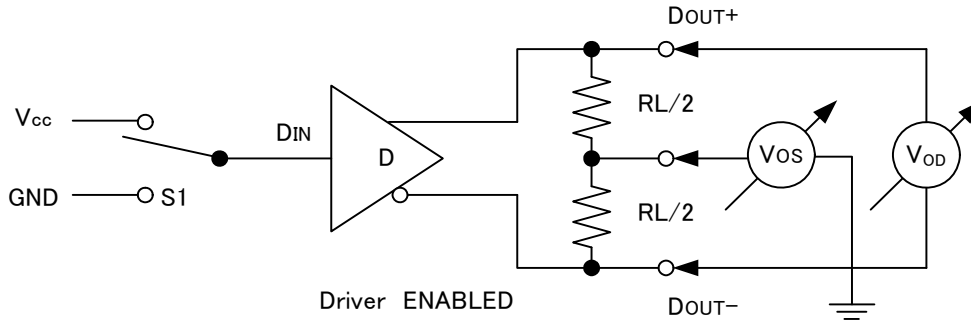 DOUT+
Vcc
DIN
RL/2
D
VOS
VOD
GND
S1
RL/2
Driver ENABLED
DOUT−